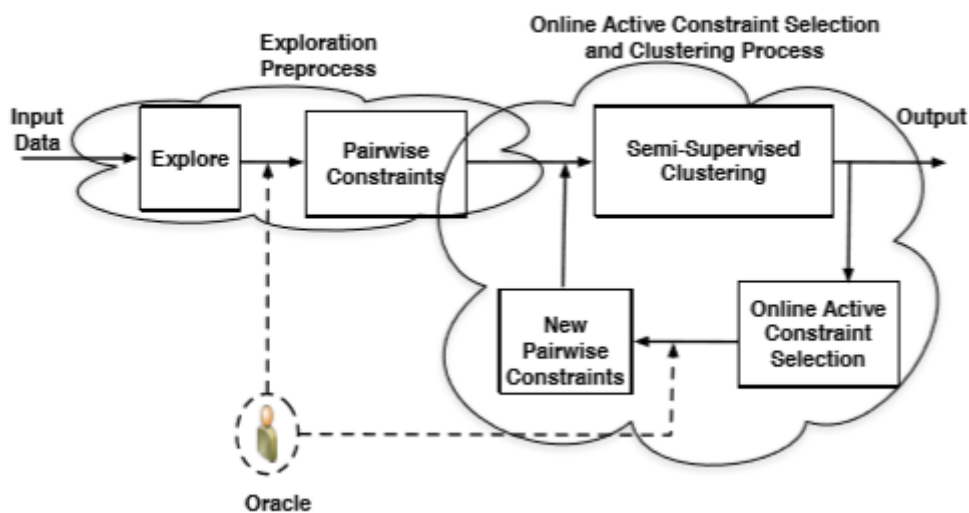 Exploration
Preprocess
Online Active Constraint Selection
and Clustering Process
Input
Data
Explore
Pairwise
Constraints
Semi-Supervised
Clustering
Output
New
Pairwise
Constraints
Online Active
Constraint
Selection
Oracle